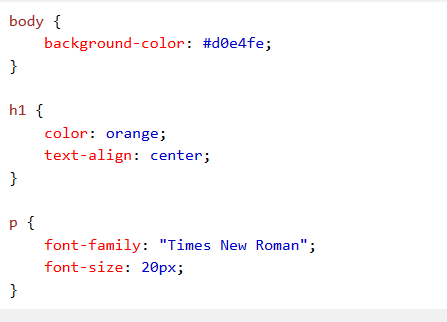 body {
    background-color: #d0e4fe;
}
h1 {
    color: orange;
    text-align: center;
}
p {
    font-family: "Times New Roman";
    font-size: 20px;
}